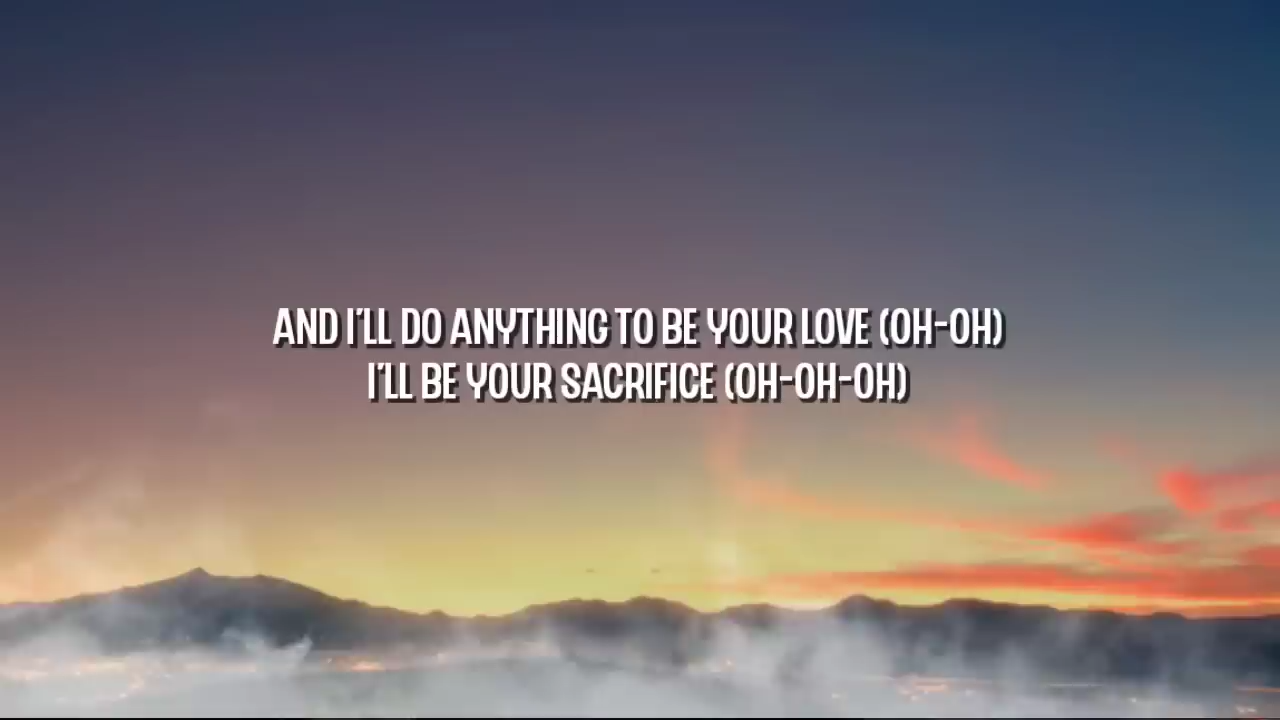 AND I'LL DO ANYTHING TO BE YOUR LOVE (OH-OH)
I'LL BE YOUR SACRIFICE (OH-OH-OH)